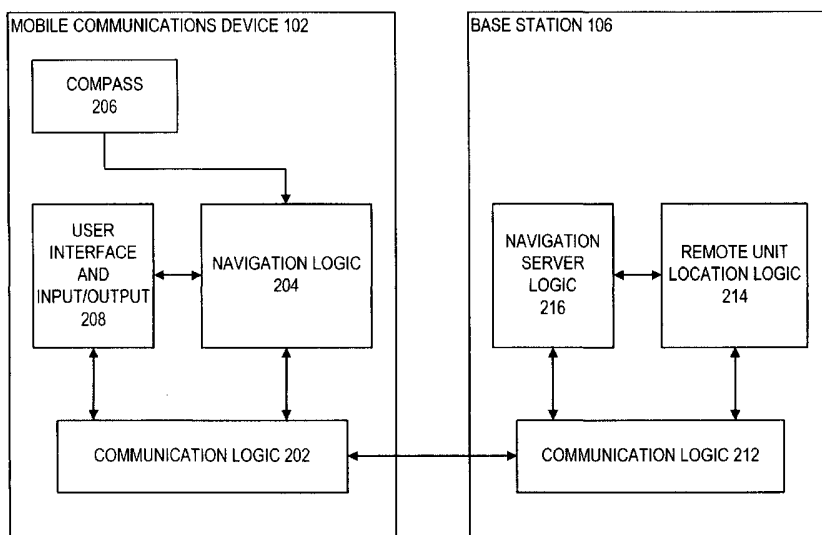 MOBILE COMMUNICATIONS DEVICE 102
COMPASS
206
USER
INTERFACE
AND
INPUT/OUTPUT
208
NAVIGATION LOGIC
204
COMMUNICATION LOGIC 202
BASE STATION 106
NAVIGATION
SERVER
LOGIC
216
REMOTE UNIT
LOCATION LOGIC
214
COMMUNICATION LOGIC 212